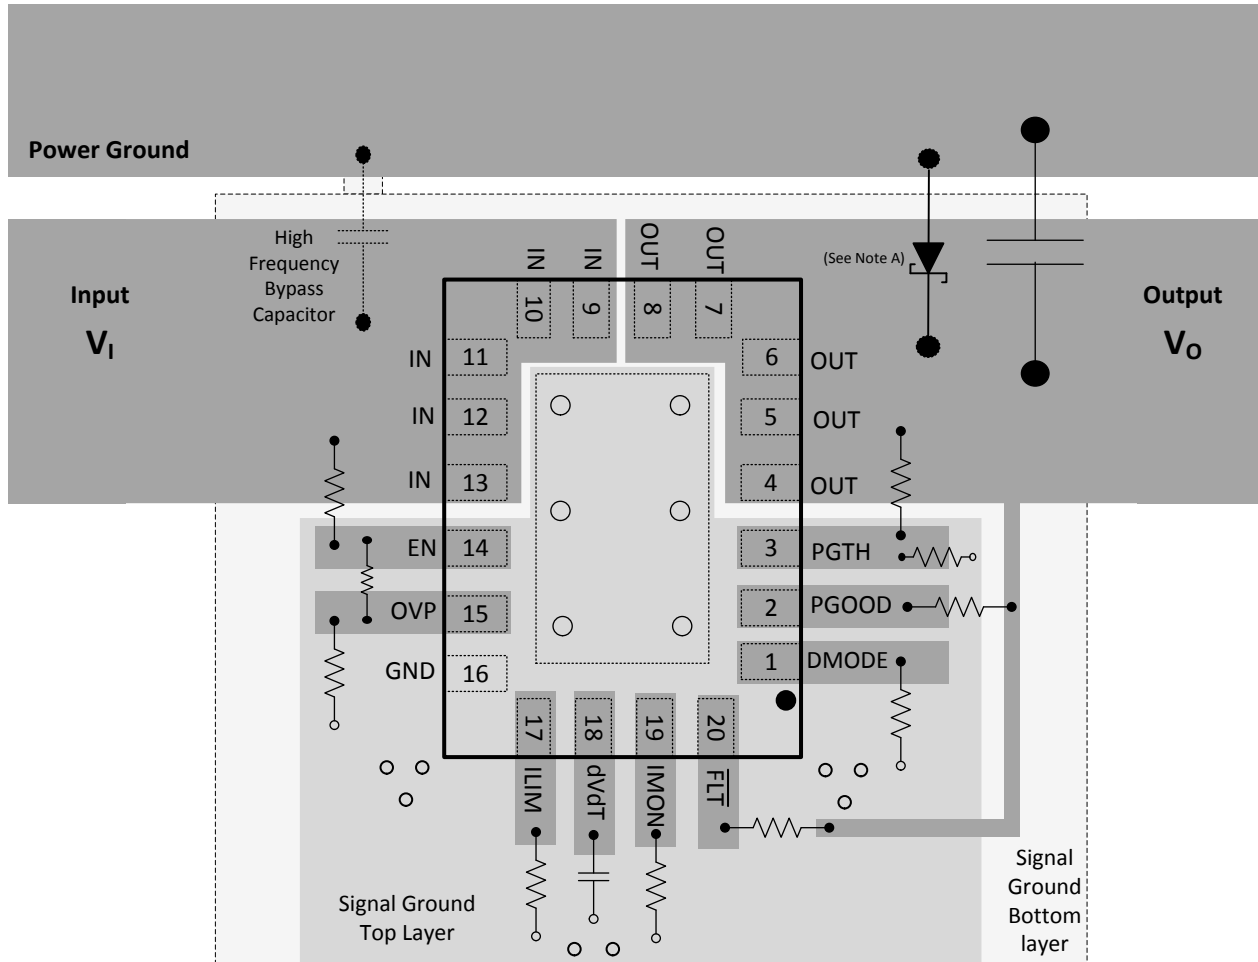 Power Ground
High
Frequency
Bypass
Capacitor
Input
V_I
IN
IN
OUT
OUT
10
9
8
7
(See Note A)
Output
V_O
IN 11
6 OUT
IN 12
5 OUT
IN 13
4 OUT
EN 14
3 PGTH
OVP 15
2 PGOOD
GND 16
1 DMODE
17
18
19
20
ILIM
dVdT
IMON
FLT
Signal Ground
Top Layer
Signal
Ground
Bottom
layer